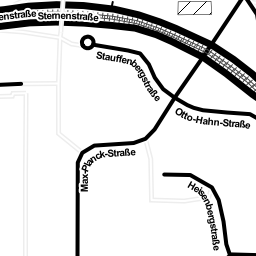 enstraße Sternenstraße
Stauffenbergstraße
Otto-Hahn-Straße
Max-Planck-Straße
Heisenbergstraße